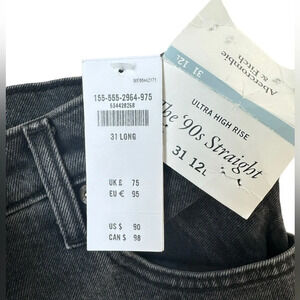 155-555-2964-975
31 LONG
UK £ 75
EU € 95
US $ 90
CAN $ 98
Abercrombie
& Fitch
31 12L
ULTRA HIGH RISE
The '90s Straight
31 12L